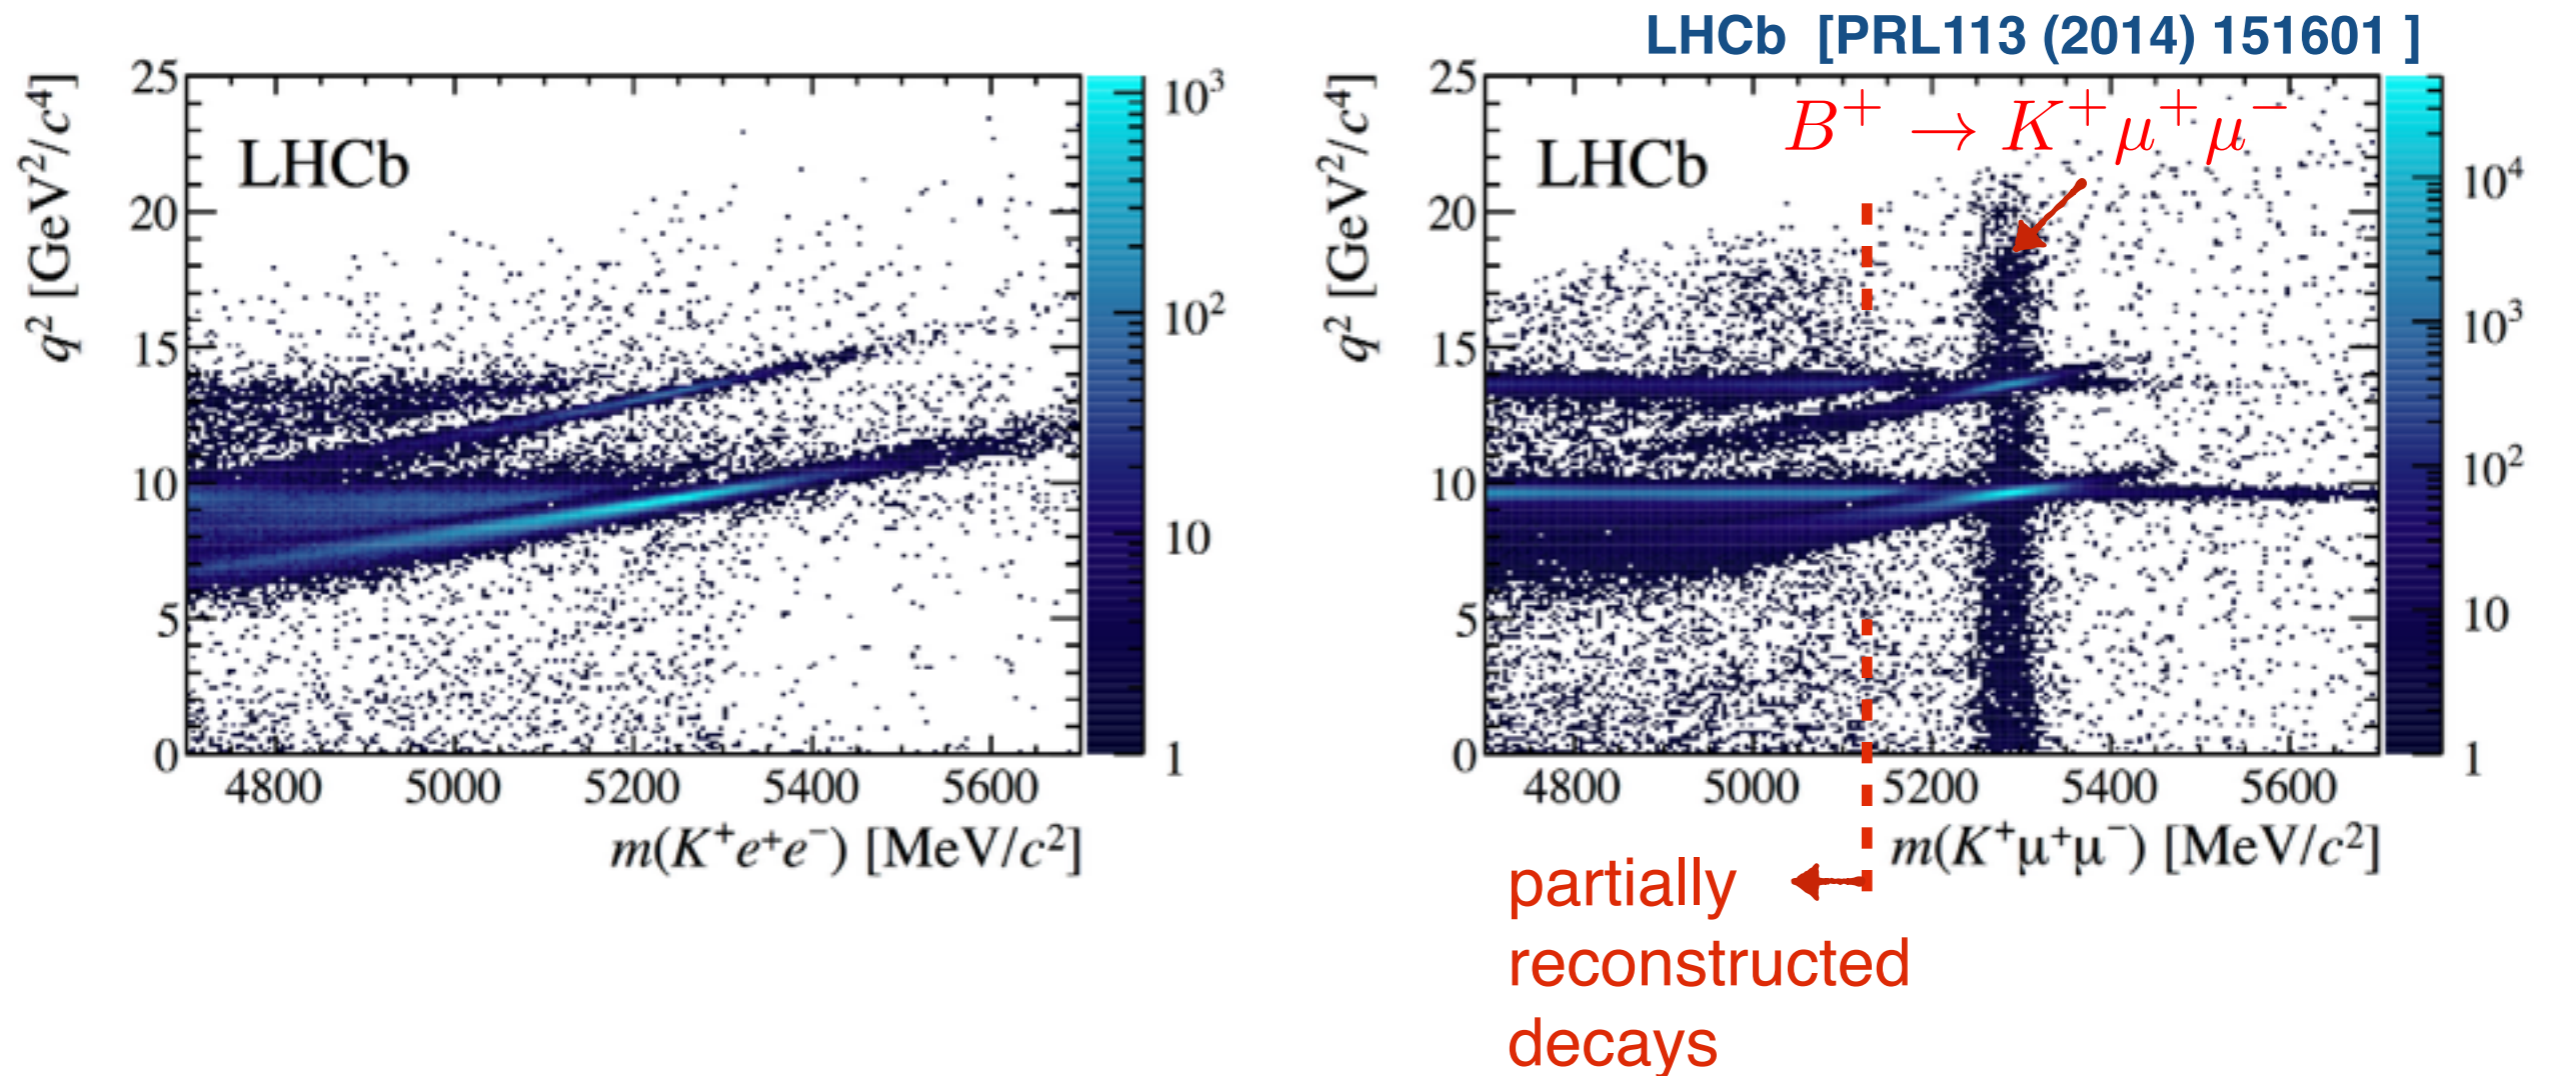 LHCb [PRL113 (2014) 151601 ]
q² [GeV²/c⁴]
25
20
15
10
5
0
LHCb
4800 5000 5200 5400 5600
m(K⁺e⁺e⁻) [MeV/c²]
10³
10²
10
1
q² [GeV²/c⁴]
25
20
15
10
5
0
LHCb
B⁺ → K⁺μ⁺μ⁻
4800 5000 5200 5400 5600
m(K⁺μ⁺μ⁻) [MeV/c²]
10⁴
10³
10²
10
1
partially
reconstructed
decays